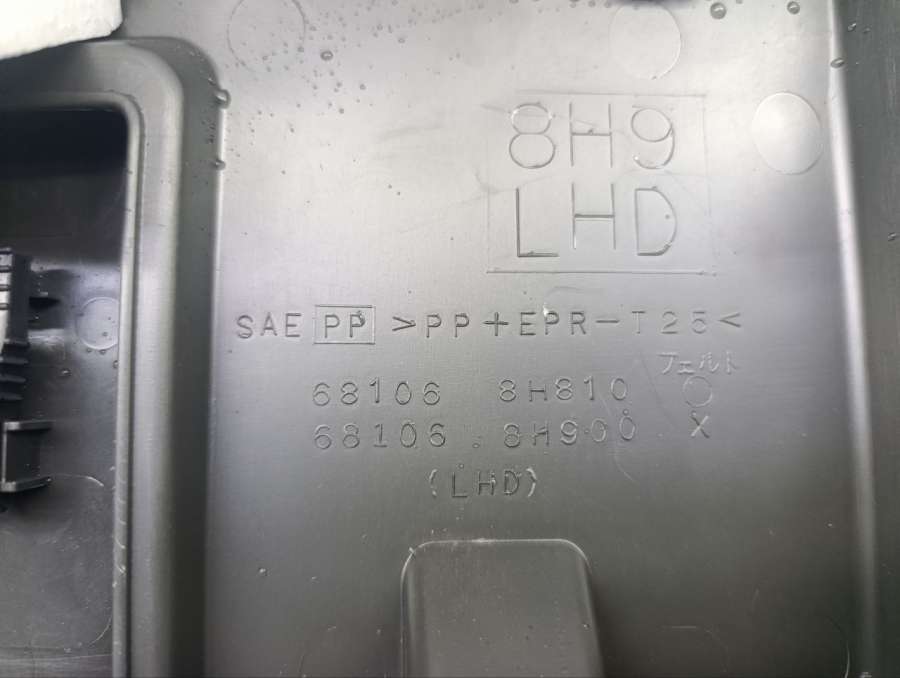 8H9
LHD
SAE PP >PP+EPR-T25<
フェルト
68106 8H810 ○
68106 8H900 X
(LHD)